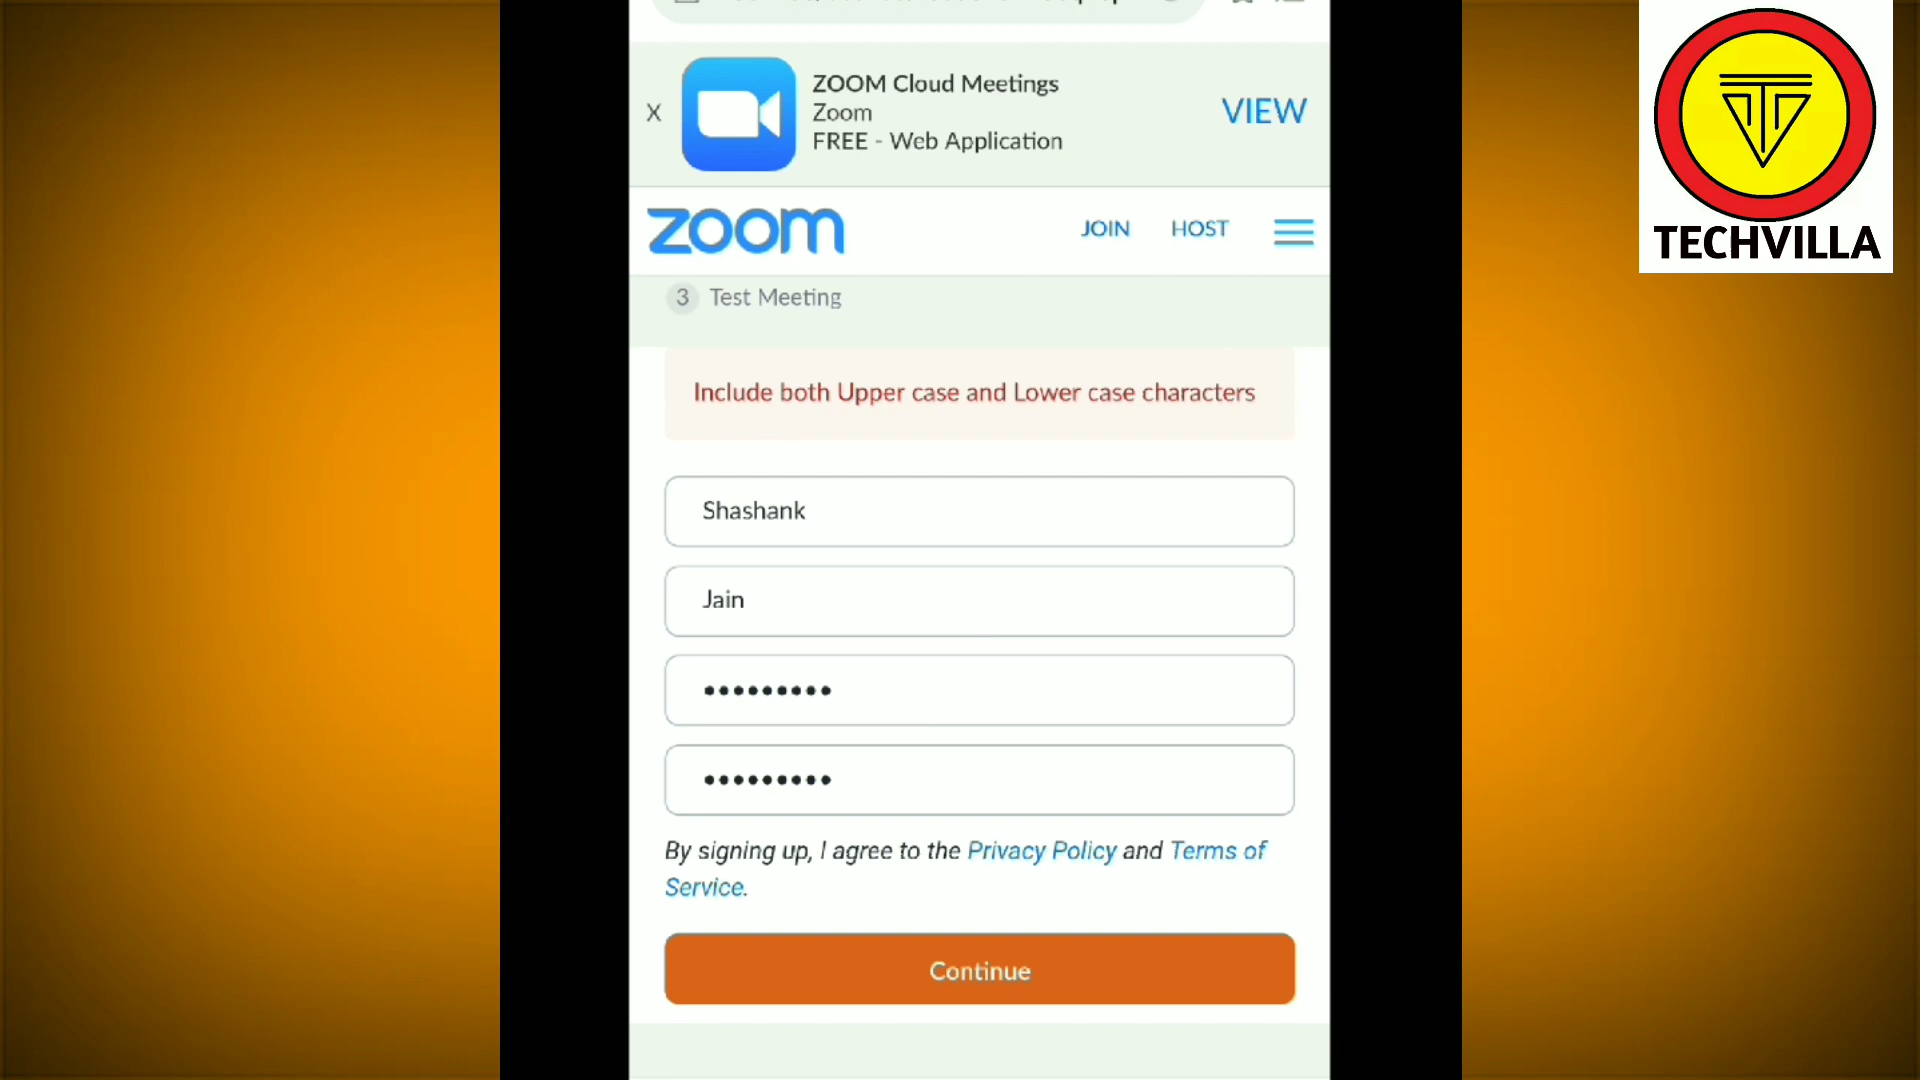 ZOOM Cloud Meetings
X
Zoom
VIEW
FREE - Web Application
zoom
JOIN
HOST
3 Test Meeting
Include both Upper case and Lower case characters
Shashank
Jain
•••••••••
•••••••••
By signing up, I agree to the Privacy Policy and Terms of
Service.
Continue
TECHVILLA